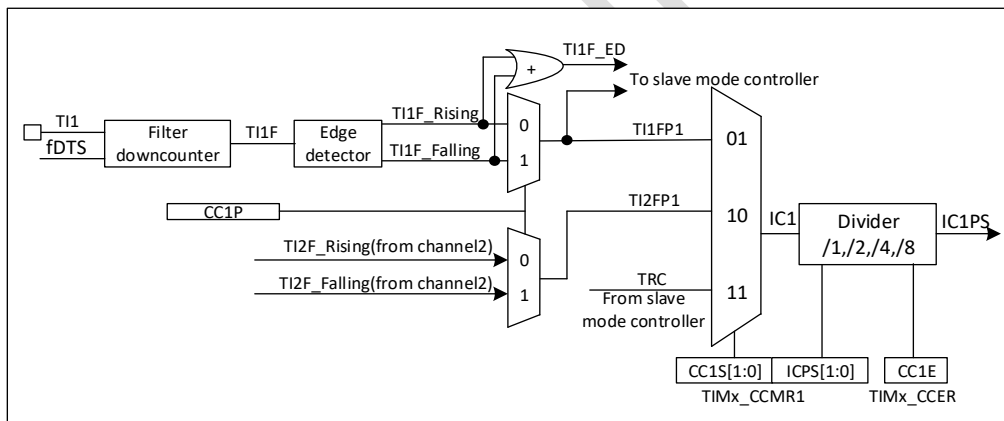 TI1F_ED
+
To slave mode controller
TI1F_Rising
TI1
Filter
downcounter
TI1F
Edge
detector
0
TI1FP1
01
fDTS
TI1F_Falling
1
CC1P
TI2FP1
10
IC1
Divider
/1,/2,/4,/8
IC1PS
TI2F_Rising(from channel2)
0
TI2F_Falling(from channel2)
1
TRC
11
From slave
mode controller
CC1S[1:0]
ICPS[1:0]
CC1E
TIMx_CCMR1
TIMx_CCER